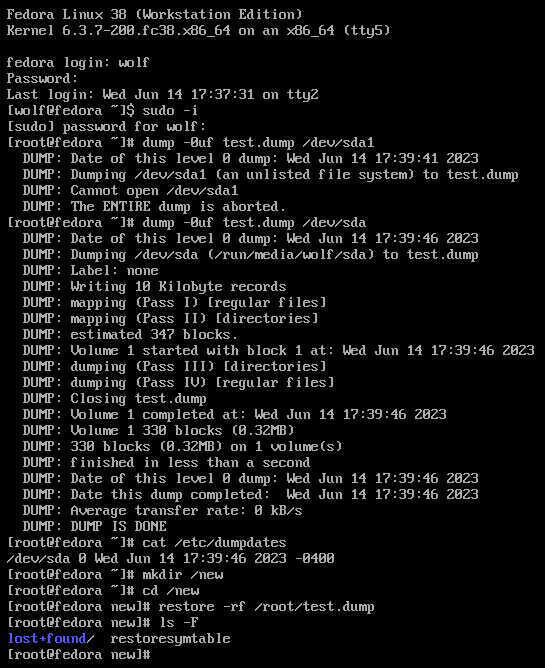 Fedora Linux 38 (Workstation Edition)
Kernel 6.3.7-200.fc38.x86_64 on an x86_64 (tty5)
fedora login: wolf
Password:
Last login: Wed Jun 14 17:37:31 on tty2
[wolf@fedora ~]$ sudo -i
[sudo] password for wolf:
[root@fedora ~]# dump -0uf test.dump /dev/sda1
  DUMP: Date of this level 0 dump: Wed Jun 14 17:39:41 2023
  DUMP: Dumping /dev/sda1 (an unlisted file system) to test.dump
  DUMP: Cannot open /dev/sda1
  DUMP: The ENTIRE dump is aborted.
[root@fedora ~]# dump -0uf test.dump /dev/sda
  DUMP: Date of this level 0 dump: Wed Jun 14 17:39:46 2023
  DUMP: Dumping /dev/sda (/run/media/wolf/sda) to test.dump
  DUMP: Label: none
  DUMP: Writing 10 Kilobyte records
  DUMP: mapping (Pass I) [regular files]
  DUMP: mapping (Pass II) [directories]
  DUMP: estimated 347 blocks.
  DUMP: Volume 1 started with block 1 at: Wed Jun 14 17:39:46 2023
  DUMP: dumping (Pass III) [directories]
  DUMP: dumping (Pass IV) [regular files]
  DUMP: Closing test.dump
  DUMP: Volume 1 completed at: Wed Jun 14 17:39:46 2023
  DUMP: Volume 1 330 blocks (0.32MB)
  DUMP: 330 blocks (0.32MB) on 1 volume(s)
  DUMP: finished in less than a second
  DUMP: Date of this level 0 dump: Wed Jun 14 17:39:46 2023
  DUMP: Date this dump completed:  Wed Jun 14 17:39:46 2023
  DUMP: Average transfer rate: 0 kB/s
  DUMP: DUMP IS DONE
[root@fedora ~]# cat /etc/dumpdates
/dev/sda 0 Wed Jun 14 17:39:46 2023 -0400
[root@fedora ~]# mkdir /new
[root@fedora ~]# cd /new
[root@fedora new]# restore -rf /root/test.dump
[root@fedora new]# ls -F
lost+found/  restoresymtable
[root@fedora new]#